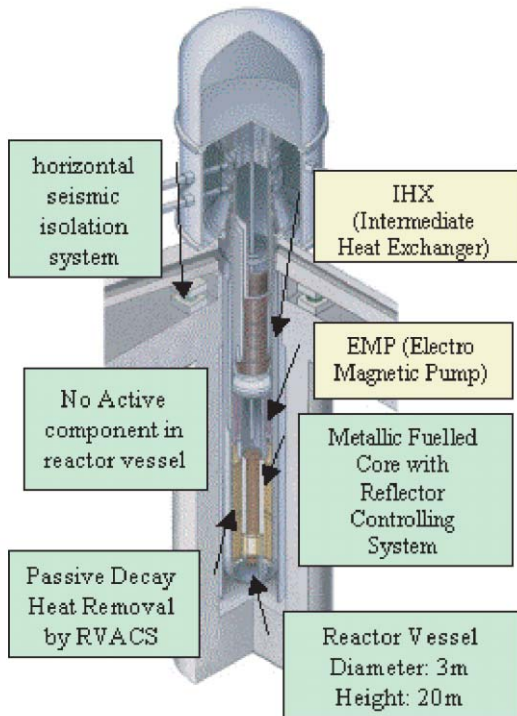 horizontal
seismic
isolation
system
IHX
(Intermediate
Heat Exchanger)
EMP (Electro
Magnetic Pump)
No Active
component in
reactor vessel
Metallic Fuelled
Core with
Reflector
Controlling
System
Passive Decay
Heat Removal
by RVACS
Reactor Vessel
Diameter: 3m
Height: 20m